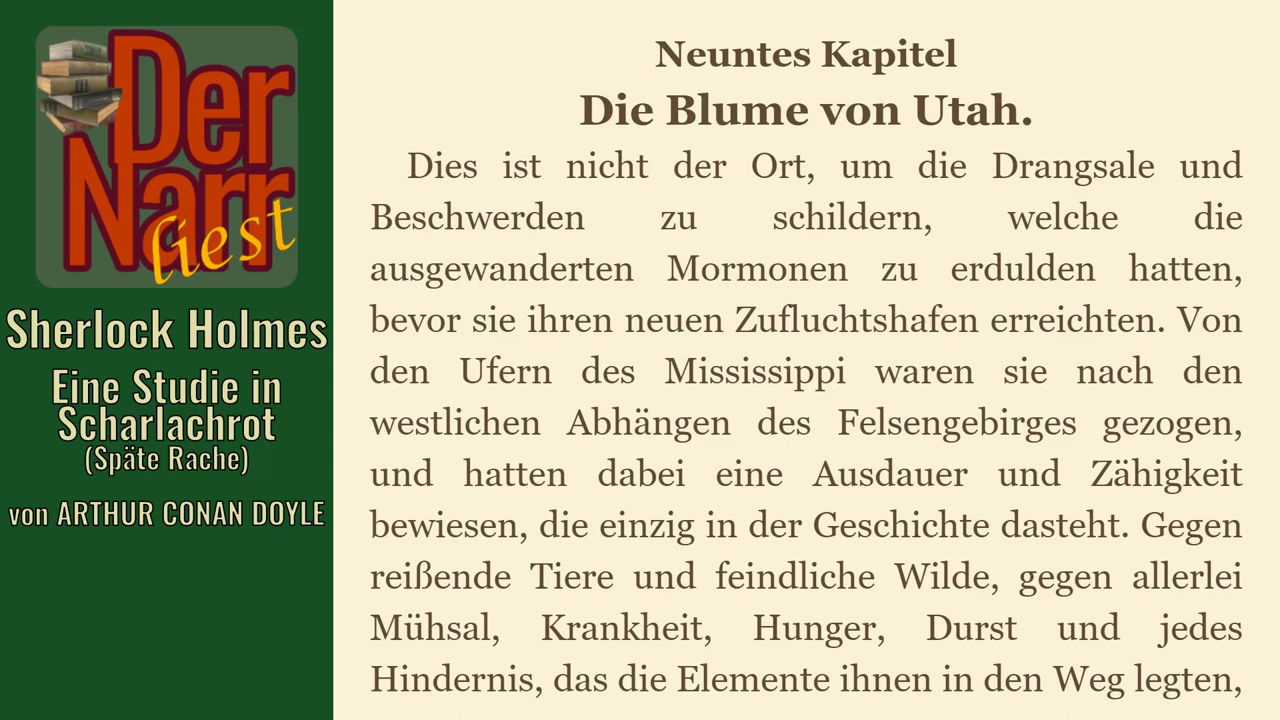 Der
Narr
liest
Sherlock Holmes
Eine Studie in
Scharlachrot
(Späte Rache)
von ARTHUR CONAN DOYLE
Neuntes Kapitel
Die Blume von Utah.
Dies ist nicht der Ort, um die Drangsale und
Beschwerden zu schildern, welche die
ausgewanderten Mormonen zu erdulden hatten,
bevor sie ihren neuen Zufluchtshafen erreichten. Von
den Ufern des Mississippi waren sie nach den
westlichen Abhängen des Felsengebirges gezogen,
und hatten dabei eine Ausdauer und Zähigkeit
bewiesen, die einzig in der Geschichte dasteht. Gegen
reißende Tiere und feindliche Wilde, gegen allerlei
Mühsal, Krankheit, Hunger, Durst und jedes
Hindernis, das die Elemente ihnen in den Weg legten,